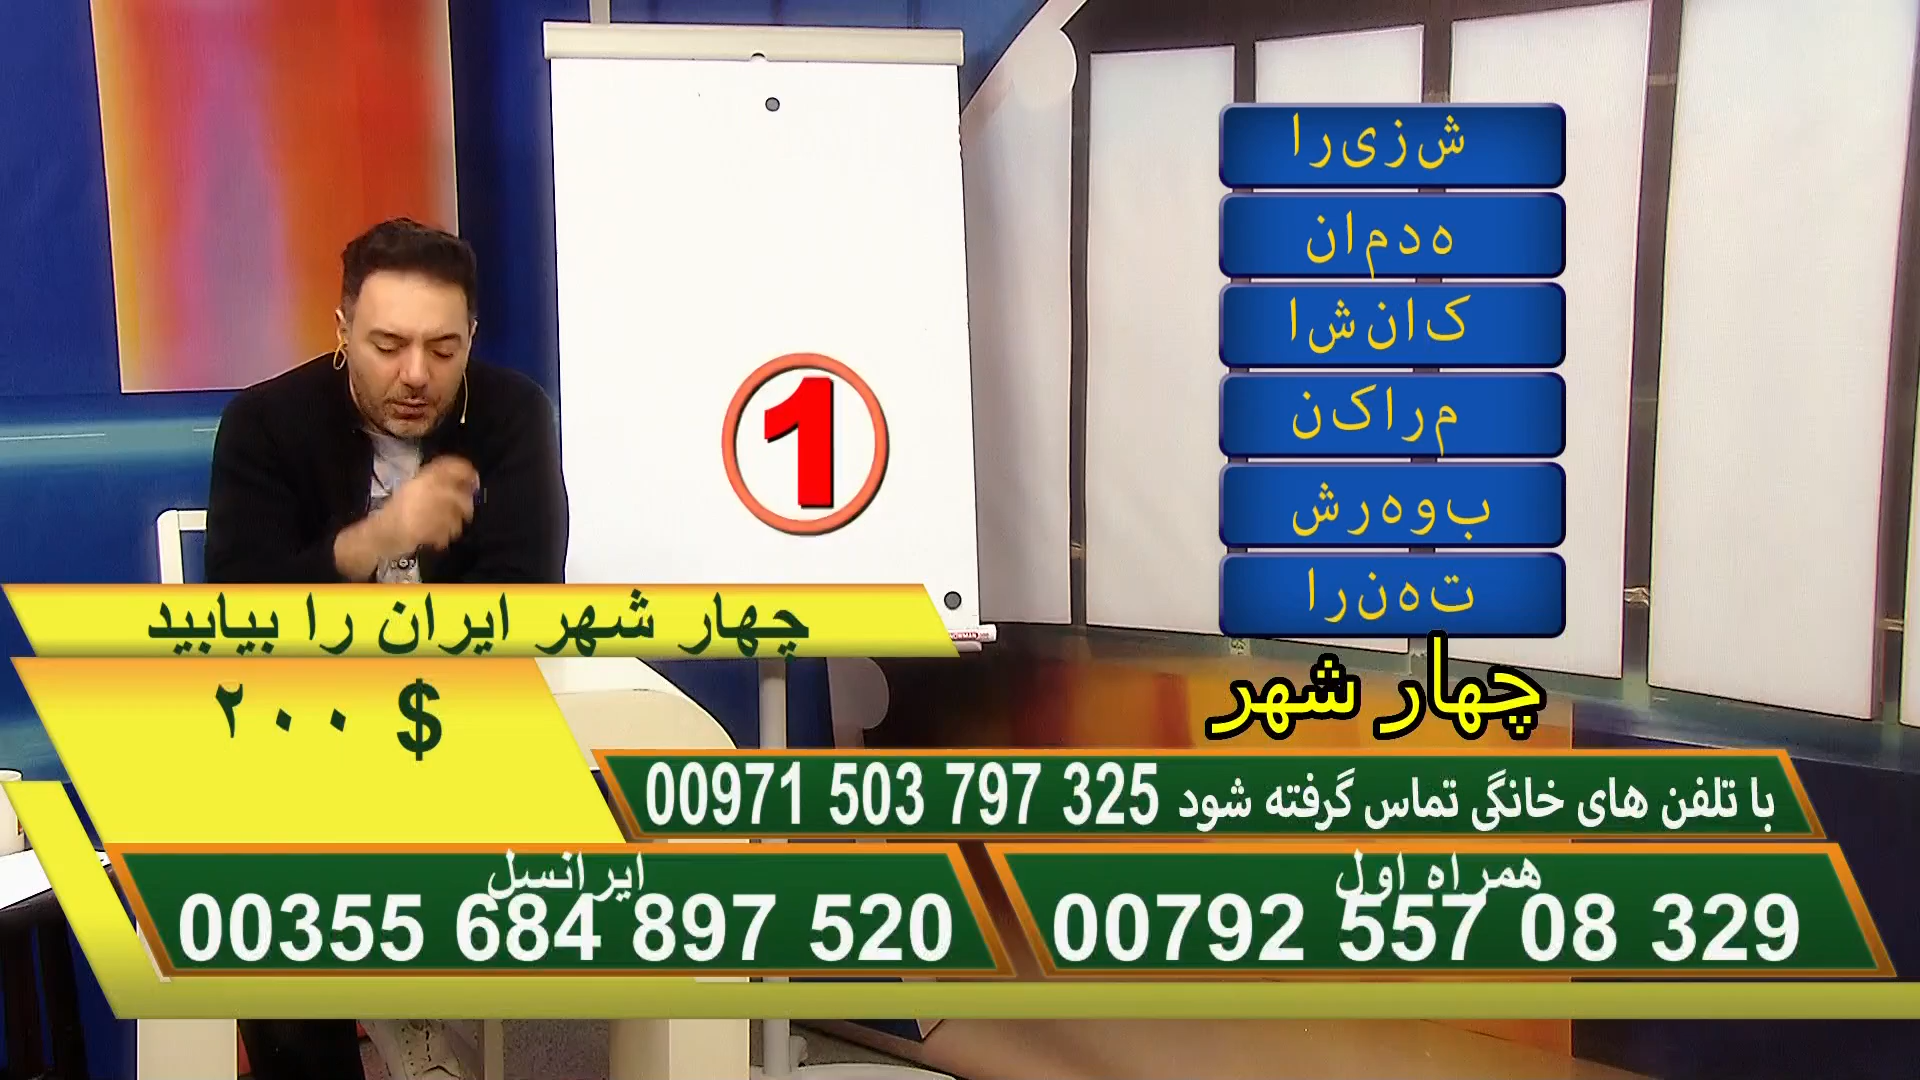 ش ز ی ر ا
ه د م ا ن
ک ا ن ش ا
م ر ا ک ن
ب و ه ر ش
ت ه ن ر ا
چهار شهر
1
چهار شهر ایران را بیابید
$ ۲۰۰
با تلفن های خانگی تماس گرفته شود 00971 503 797 325
همراه اول
00792 557 08 329
ایرانسل
00355 684 897 520